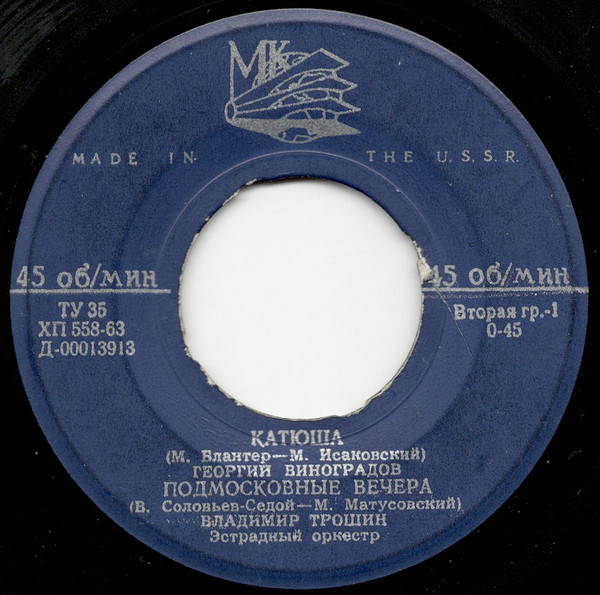 МК
MADE IN THE U.S.S.R.
45 об/мин 45 об/мин
ТУ 35
ХП 558-63
Д-00013913
Вторая гр.-1
0-45
КАТЮША
(М. Блантер—М. Исаковский)
ГЕОРГИЙ ВИНОГРАДОВ
ПОДМОСКОВНЫЕ ВЕЧЕРА
(В. Соловьев-Седой—М. Матусовский)
ВЛАДИМИР ТРОШИН
Эстрадный оркестр